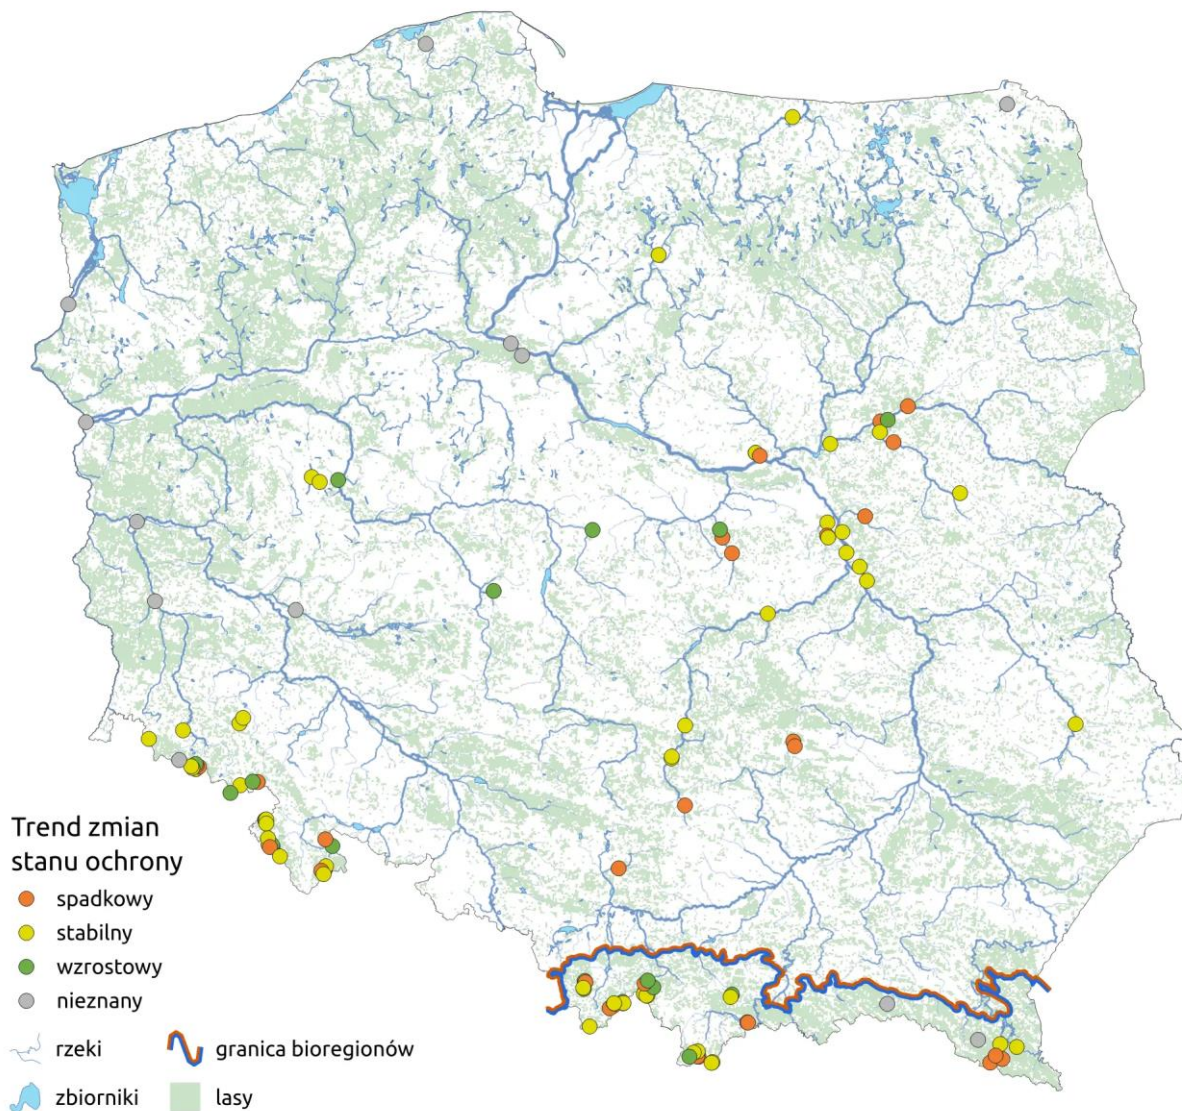 Trend zmian
stanu ochrony
spadkowy
stabilny
wzrostowy
nieznany
rzeki
granica bioregionów
zbiorniki
lasy